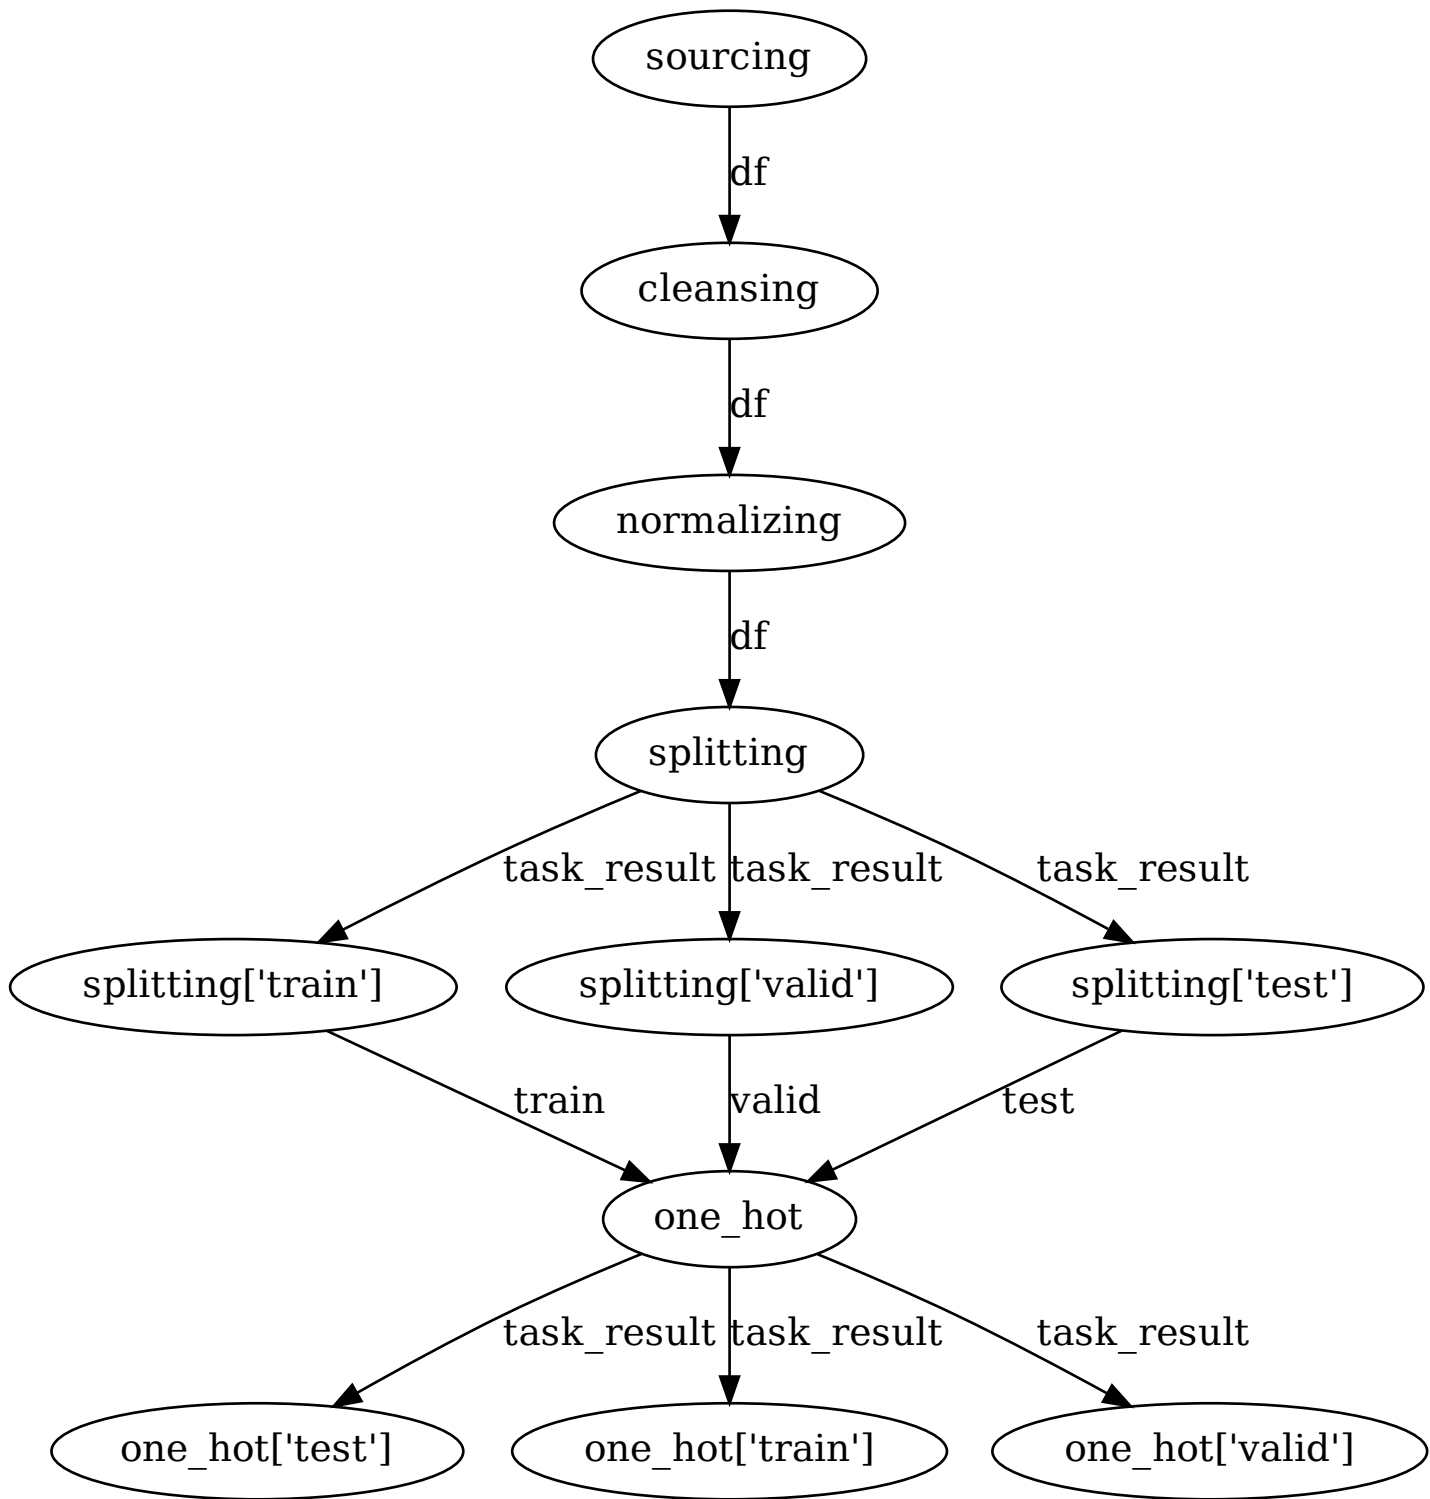 sourcing
df
cleansing
df
normalizing
df
splitting
task_result task_result task_result
splitting['train'] splitting['valid'] splitting['test']
train valid test
one_hot
task_result task_result task_result
one_hot['test'] one_hot['train'] one_hot['valid']